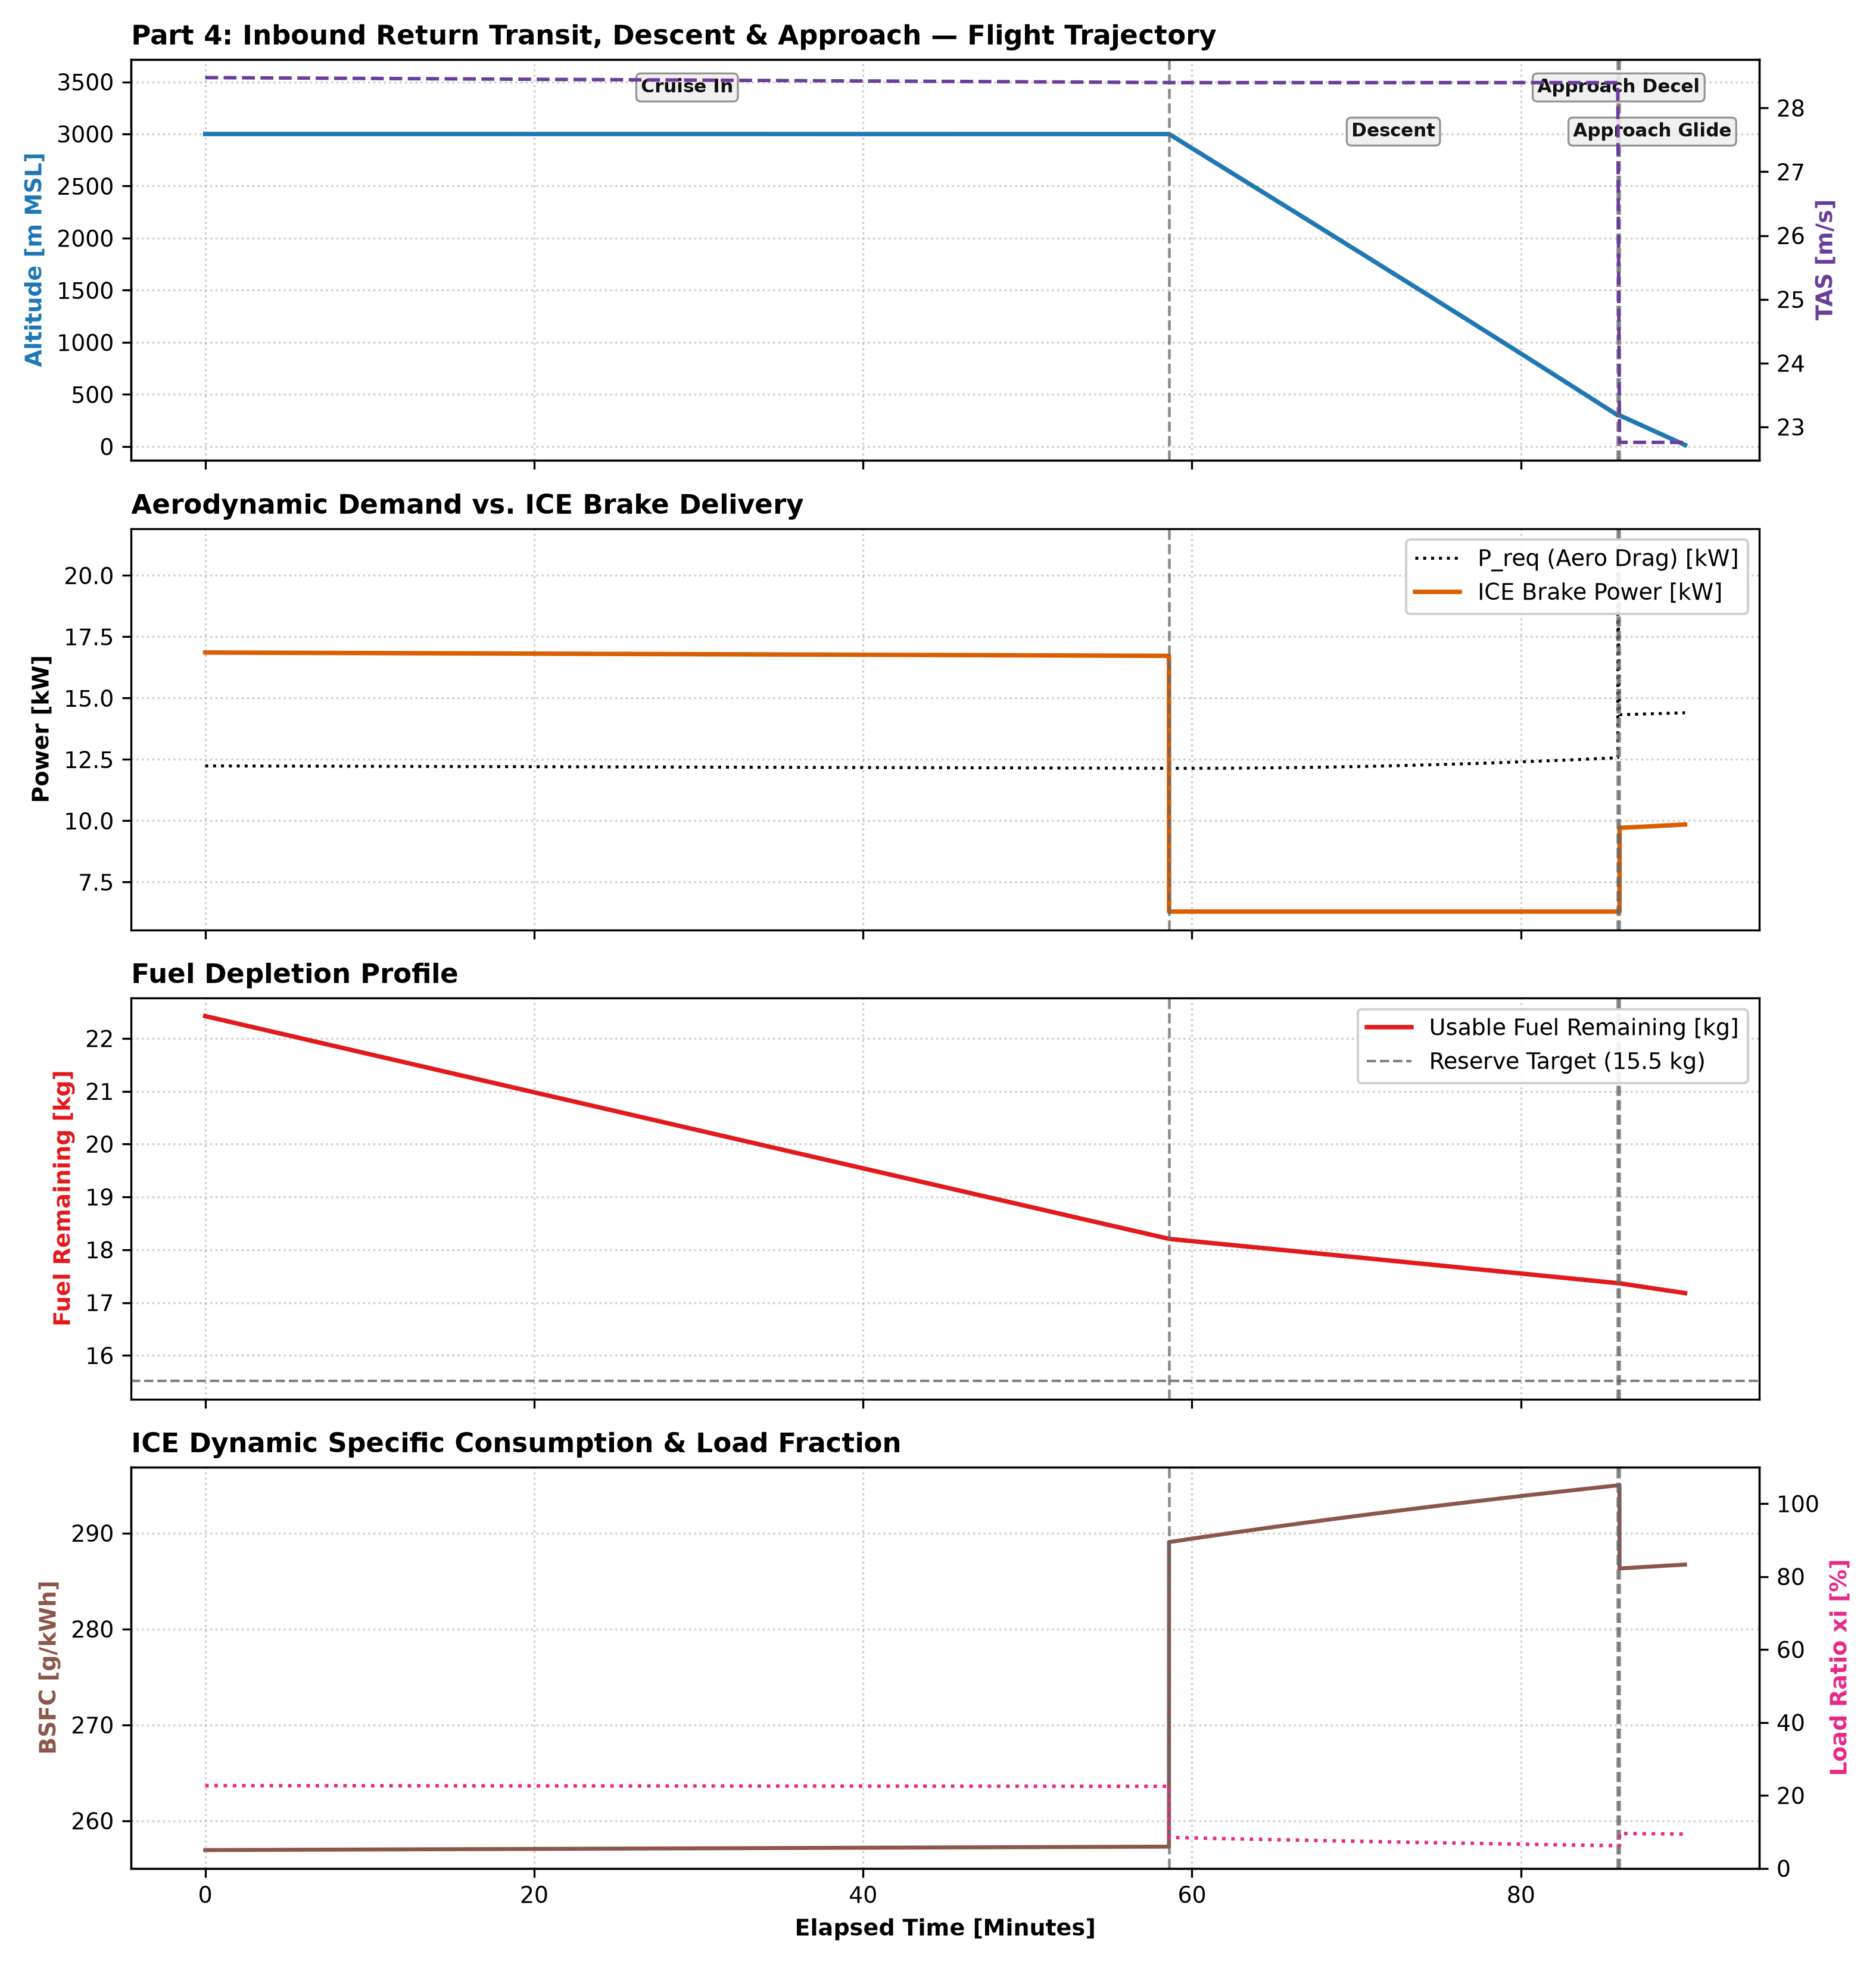 Part 4: Inbound Return Transit, Descent & Approach — Flight Trajectory
Altitude [m MSL]
3500
3000
2500
2000
1500
1000
500
0
Cruise In
Approach Decel
Descent
Approach Glide
28
27
26
25
24
23
TAS [m/s]
Aerodynamic Demand vs. ICE Brake Delivery
Power [kW]
20.0
17.5
15.0
12.5
10.0
7.5
P_req (Aero Drag) [kW]
ICE Brake Power [kW]
Fuel Depletion Profile
Fuel Remaining [kg]
22
21
20
19
18
17
16
Usable Fuel Remaining [kg]
Reserve Target (15.5 kg)
ICE Dynamic Specific Consumption & Load Fraction
BSFC [g/kWh]
290
280
270
260
100
80
60
40
20
0
Load Ratio xi [%]
0 20 40 60 80
Elapsed Time [Minutes]